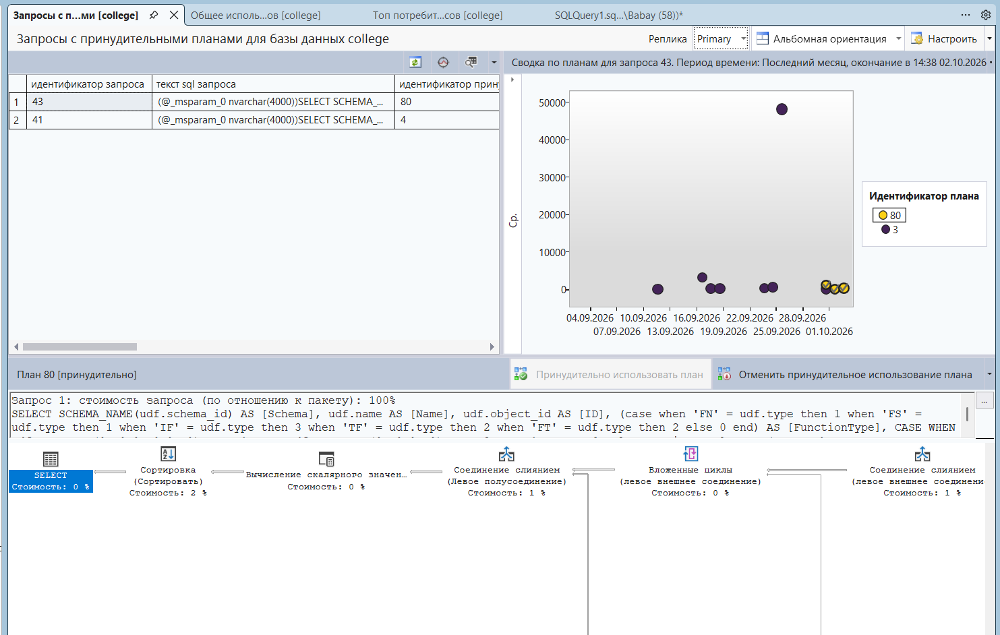 Запросы с п...ми [college]
Общее исполь...ов [college]
Топ потребит...сов [college]
SQLQuery1.sq...\Babay (58))*
Запросы с принудительными планами для базы данных college
Реплика
Primary
Альбомная ориентация
Настроить
Сводка по планам для запроса 43. Период времени: Последний месяц, окончание в 14:38 02.10.2026
идентификатор запроса
текст sql запроса
идентификатор прин
1
43
(@_msparam_0 nvarchar(4000))SELECT SCHEMA_...
80
2
41
(@_msparam_0 nvarchar(4000))SELECT SCHEMA_...
4
Ср.
50000
40000
30000
20000
10000
0
04.09.2026 10.09.2026 16.09.2026 22.09.2026 28.09.2026
07.09.2026 13.09.2026 19.09.2026 25.09.2026 01.10.2026
Идентификатор плана
80
3
План 80 [принудительно]
Принудительно использовать план
Отменить принудительное использование плана
Запрос 1: стоимость запроса (по отношению к пакету): 100%
SELECT SCHEMA_NAME(udf.schema_id) AS [Schema], udf.name AS [Name], udf.object_id AS [ID], (case when 'FN' = udf.type then 1 when 'FS' =
udf.type then 1 when 'IF' = udf.type then 3 when 'TF' = udf.type then 2 when 'FT' = udf.type then 2 else 0 end) AS [FunctionType], CASE WHEN
...
SELECT
Стоимость: 0 %
Сортировка
(Сортировать)
Стоимость: 2 %
Вычисление скалярного значен...
Стоимость: 0 %
Соединение слиянием
(Левое полусоединение)
Стоимость: 1 %
Вложенные циклы
(левое внешнее соединение)
Стоимость: 0 %
Соединение слиянием
(левое внешнее соединени
Стоимость: 1 %